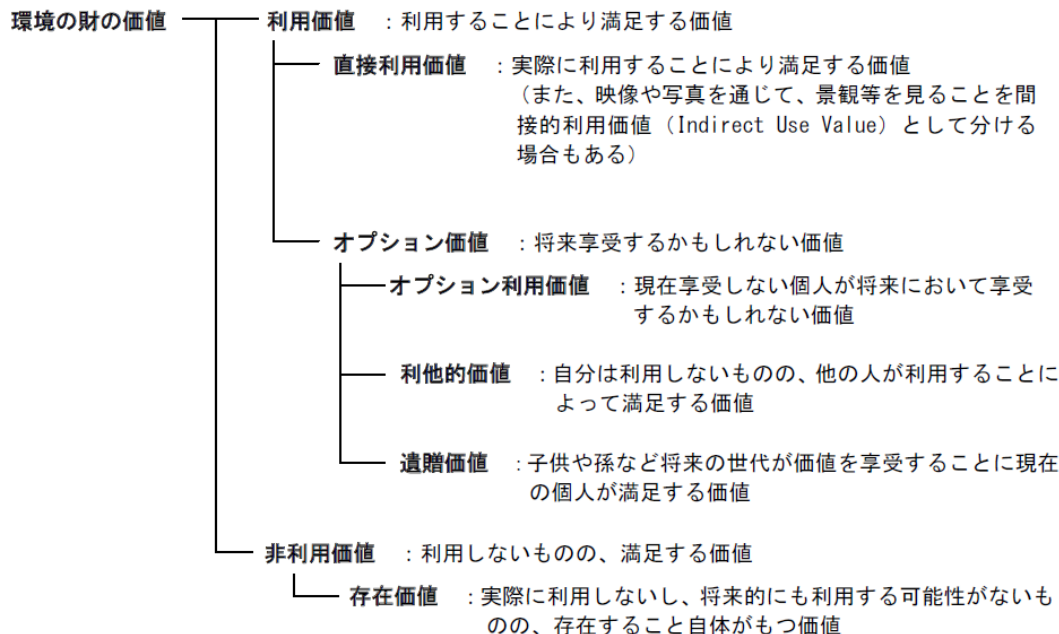 環境の財の価値 利用価値 :利用することにより満足する価値
直接利用価値 :実際に利用することにより満足する価値
(また、映像や写真を通じて、景観等を見ることを間
接的利用価値(Indirect Use Value)として分ける
場合もある)
オプション価値 :将来享受するかもしれない価値
オプション利用価値 :現在享受しない個人が将来において享受
するかもしれない価値
利他的価値 :自分は利用しないものの、他の人が利用することに
よって満足する価値
遺贈価値 :子供や孫など将来の世代が価値を享受することに現在
の個人が満足する価値
非利用価値 :利用しないものの、満足する価値
存在価値 :実際に利用しないし、将来的にも利用する可能性がないも
のの、存在すること自体がもつ価値